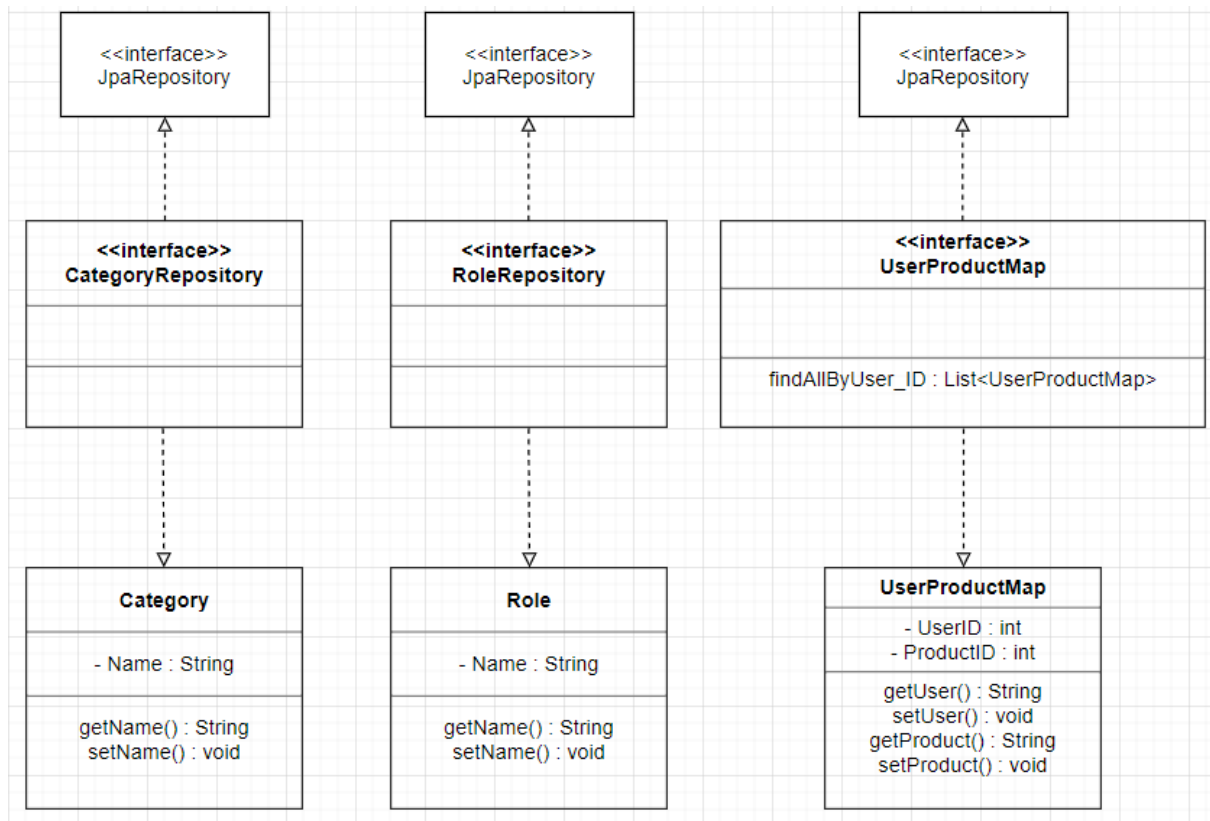 <<interface>>
JpaRepository
<<interface>>
JpaRepository
<<interface>>
JpaRepository
<<interface>>
CategoryRepository
<<interface>>
RoleRepository
<<interface>>
UserProductMap
findAllByUser_ID : List<UserProductMap>
Category
- Name : String
getName() : String
setName() : void
Role
- Name : String
getName() : String
setName() : void
UserProductMap
- UserID : int
- ProductID : int
getUser() : String
setUser() : void
getProduct() : String
setProduct() : void